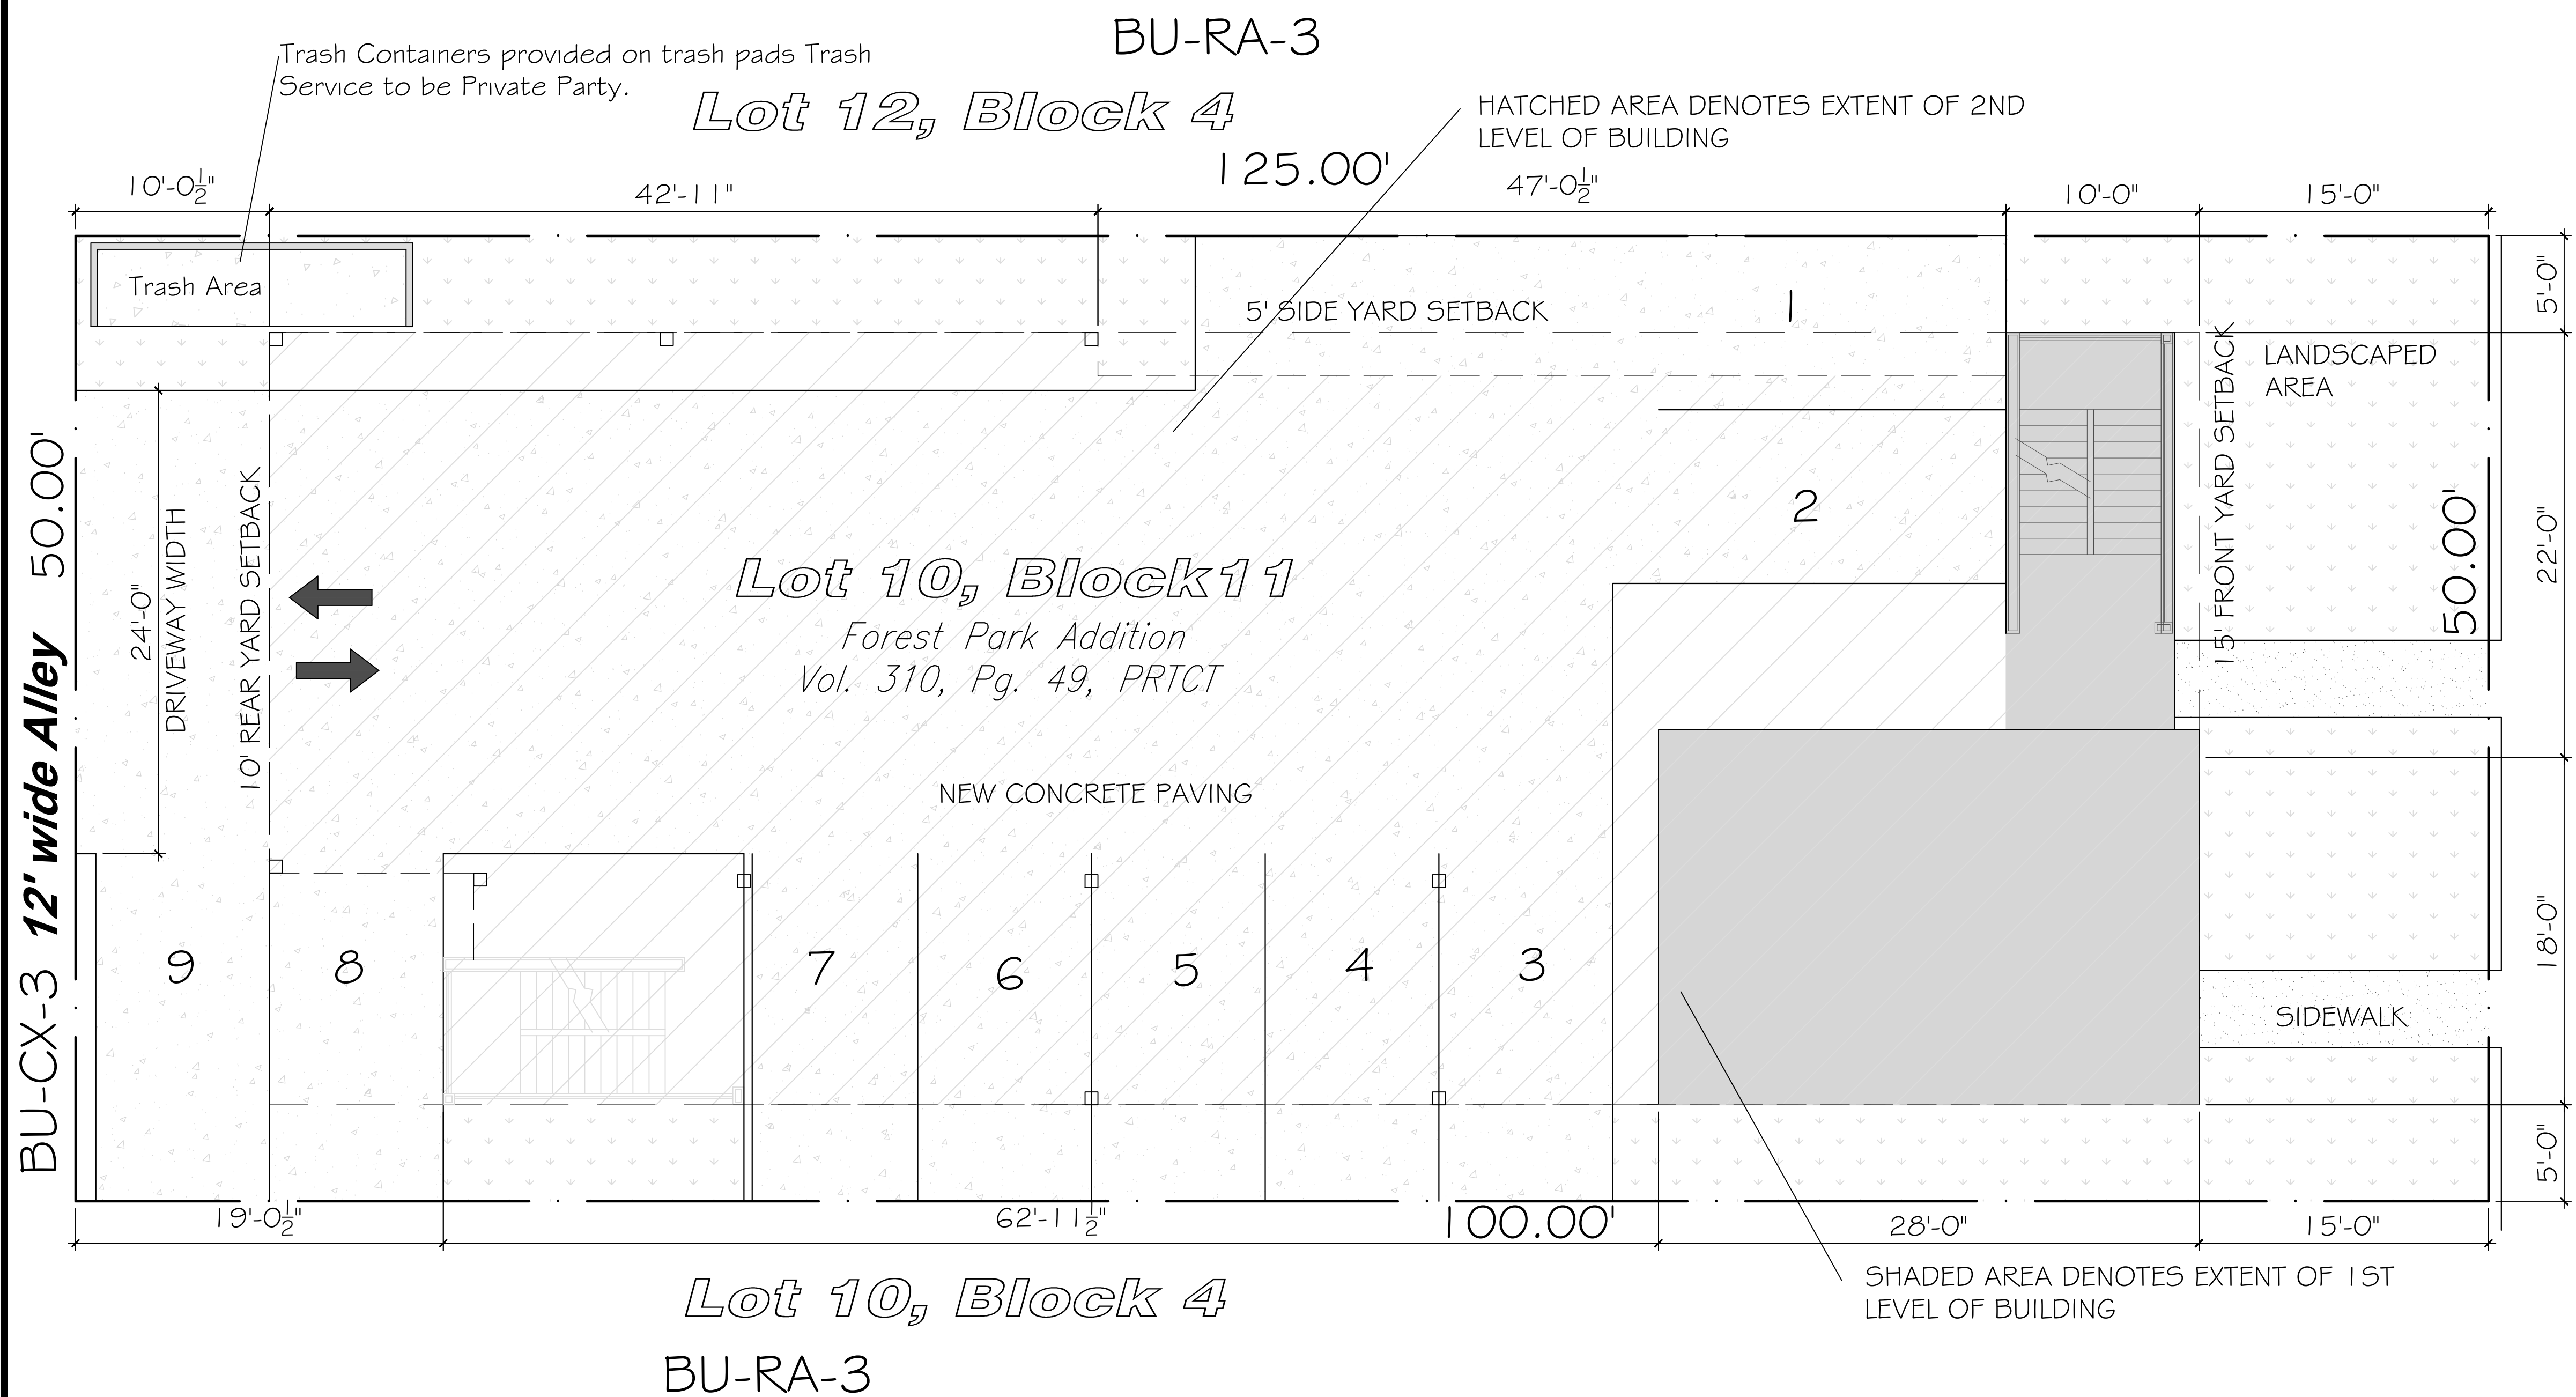 BU-RA-3
Trash Containers provided on trash pads Trash
Service to be Private Party.
Lot 12, Block 4
HATCHED AREA DENOTES EXTENT OF 2ND
LEVEL OF BUILDING
125.00'
10'-0½"
42'-11"
47'-0½"
10'-0"
15'-0"
Trash Area
5' SIDE YARD SETBACK
1
5'-0"
LANDSCAPED
AREA
15' FRONT YARD SETBACK
2
22'-0"
50.00'
50.00'
12' wide Alley
BU-CX-3
24'-0"
DRIVEWAY WIDTH
10' REAR YARD SETBACK
Lot 10, Block11
Forest Park Addition
Vol. 310, Pg. 49, PRTCT
NEW CONCRETE PAVING
9
8
7
6
5
4
3
18'-0"
SIDEWALK
5'-0"
19'-0½"
62'-11½"
100.00'
28'-0"
15'-0"
SHADED AREA DENOTES EXTENT OF 1ST
LEVEL OF BUILDING
Lot 10, Block 4
BU-RA-3